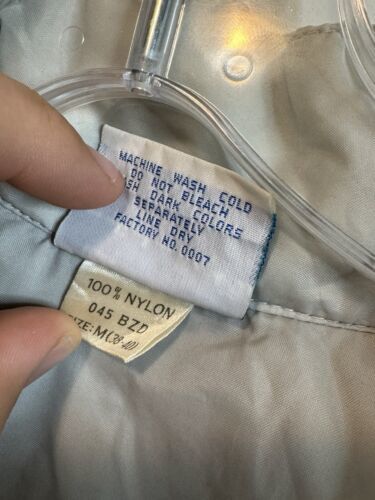 MACHINE WASH COLD
DO NOT BLEACH
SH DARK COLORS
SEPARATELY
LINE DRY
FACTORY NO.0007
100% NYLON
045 BZD
SIZE: M(38-40)